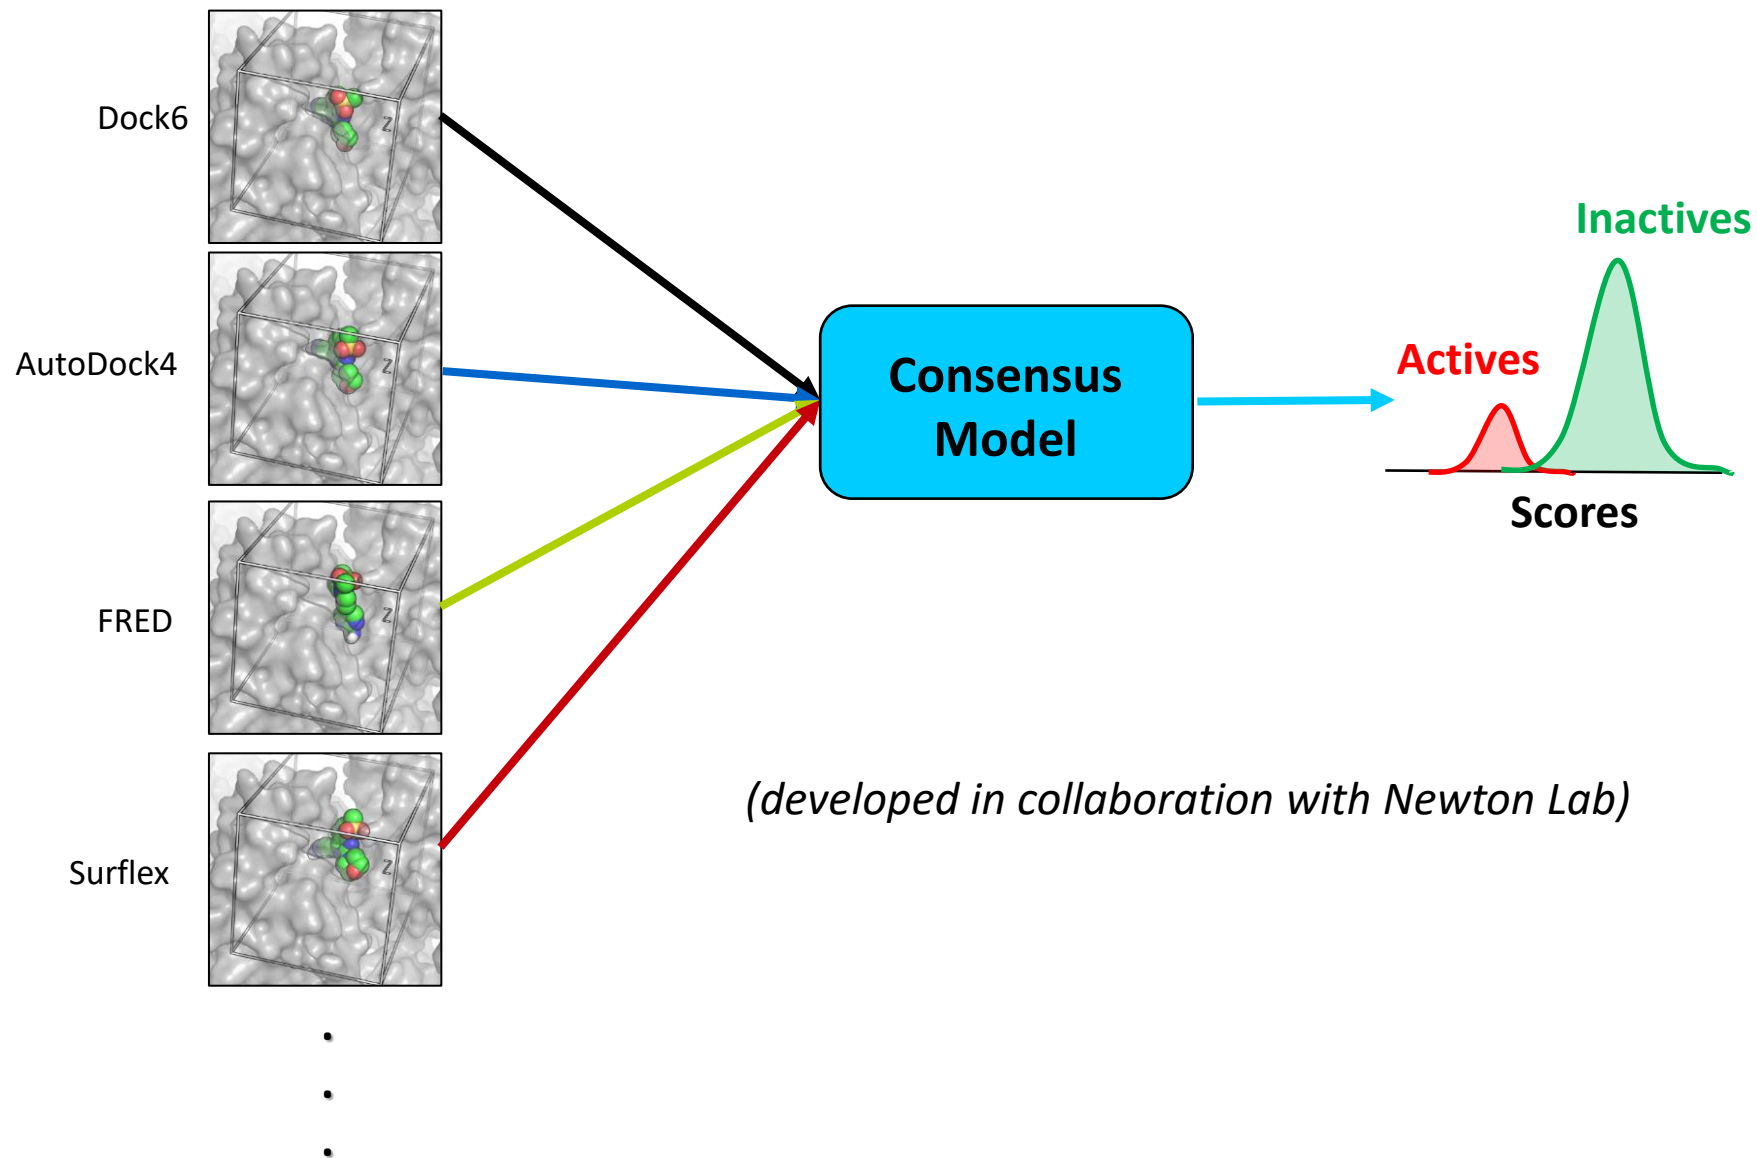 Dock6
AutoDock4
FRED
Surflex
Z
Z
Z
Z
Consensus
Model
Actives
Inactives
Scores
(developed in collaboration with Newton Lab)
.
.
.